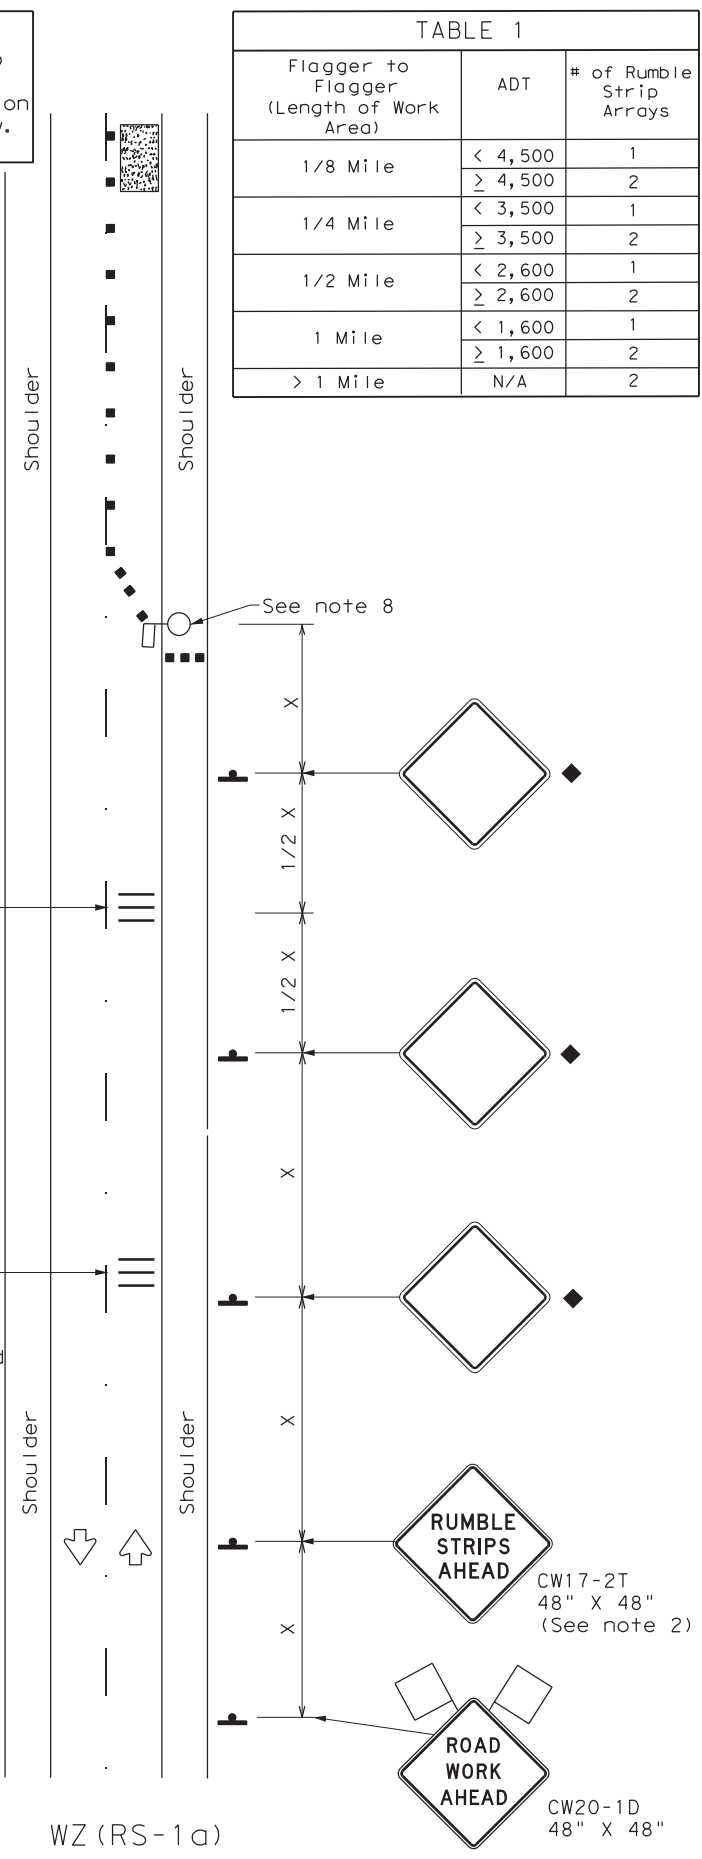 on
TABLE 1
Flagger to
Flagger
(Length of Work
Area)
ADT
# of Rumble
Strip
Arrays
1/8 Mile
< 4,500
1
≥ 4,500
2
1/4 Mile
< 3,500
1
≥ 3,500
2
1/2 Mile
< 2,600
1
≥ 2,600
2
1 Mile
< 1,600
1
≥ 1,600
2
> 1 Mile
N/A
2
Shoulder
Shoulder
See note 8
X
1/2 X
1/2 X
X
X
X
Shoulder
Shoulder
RUMBLE
STRIPS
AHEAD
CW17-2T
48" X 48"
(See note 2)
ROAD
WORK
AHEAD
CW20-1D
48" X 48"
WZ(RS-1a)